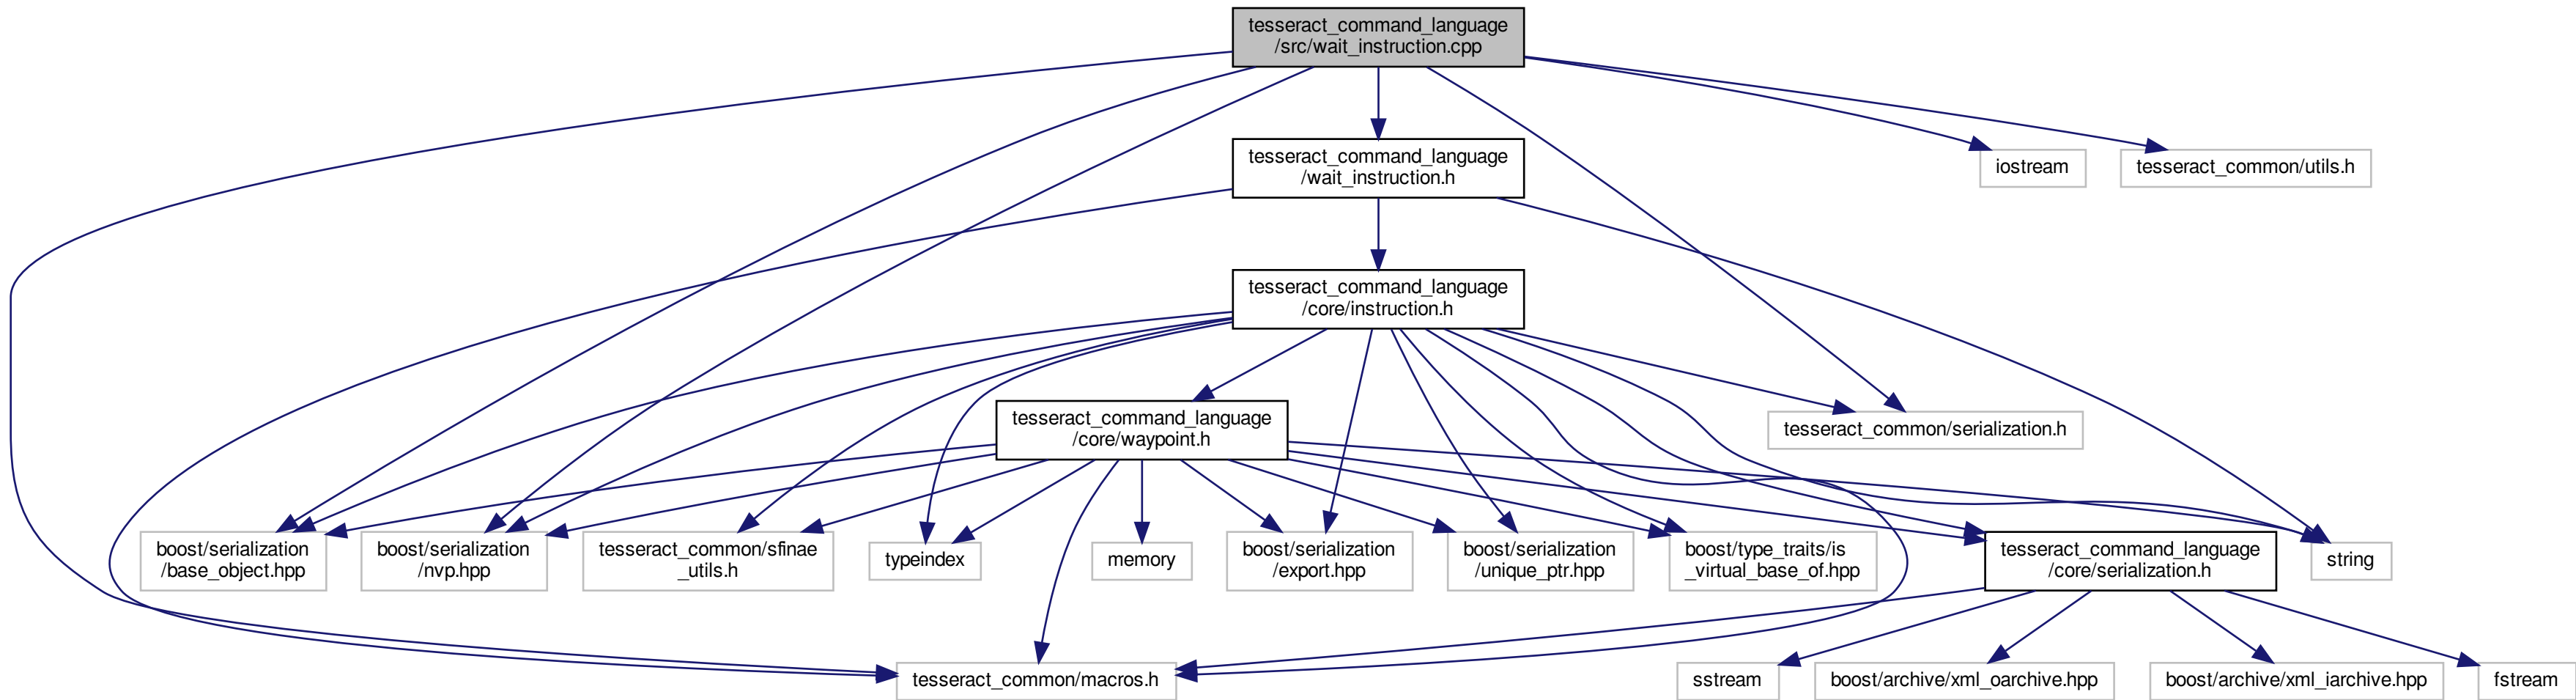 tesseract_command_language
/src/wait_instruction.cpp
tesseract_command_language
/wait_instruction.h
iostream
tesseract_common/utils.h
tesseract_command_language
/core/instruction.h
tesseract_command_language
/core/waypoint.h
tesseract_common/serialization.h
boost/serialization
/base_object.hpp
boost/serialization
/nvp.hpp
tesseract_common/sfinae
_utils.h
typeindex
memory
boost/serialization
/export.hpp
boost/serialization
/unique_ptr.hpp
boost/type_traits/is
_virtual_base_of.hpp
tesseract_command_language
/core/serialization.h
string
tesseract_common/macros.h
sstream
boost/archive/xml_oarchive.hpp
boost/archive/xml_iarchive.hpp
fstream